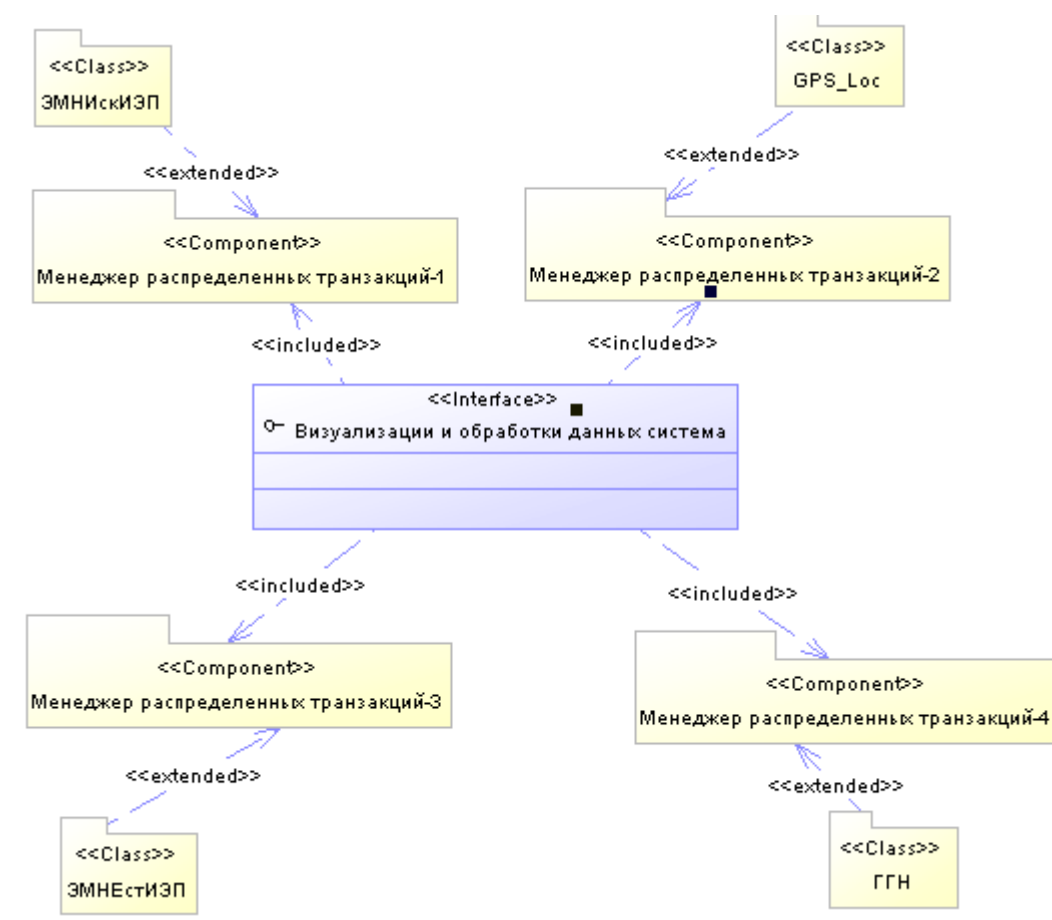 <<Class>>
ЭМНИскИЭП
<<Class>>
GPS_Loc
<<extended>>
<<extended>>
<<Component>>
Менеджер распределенных транзакций-1
<<Component>>
Менеджер распределенных транзакций-2
<<included>>
<<included>>
<<Interface>>
Визуализации и обработки данных система
<<included>>
<<included>>
<<Component>>
Менеджер распределенных транзакций-3
<<Component>>
Менеджер распределенных транзакций-4
<<extended>>
<<extended>>
<<Class>>
ЭМНЕстИЭП
<<Class>>
ГГН